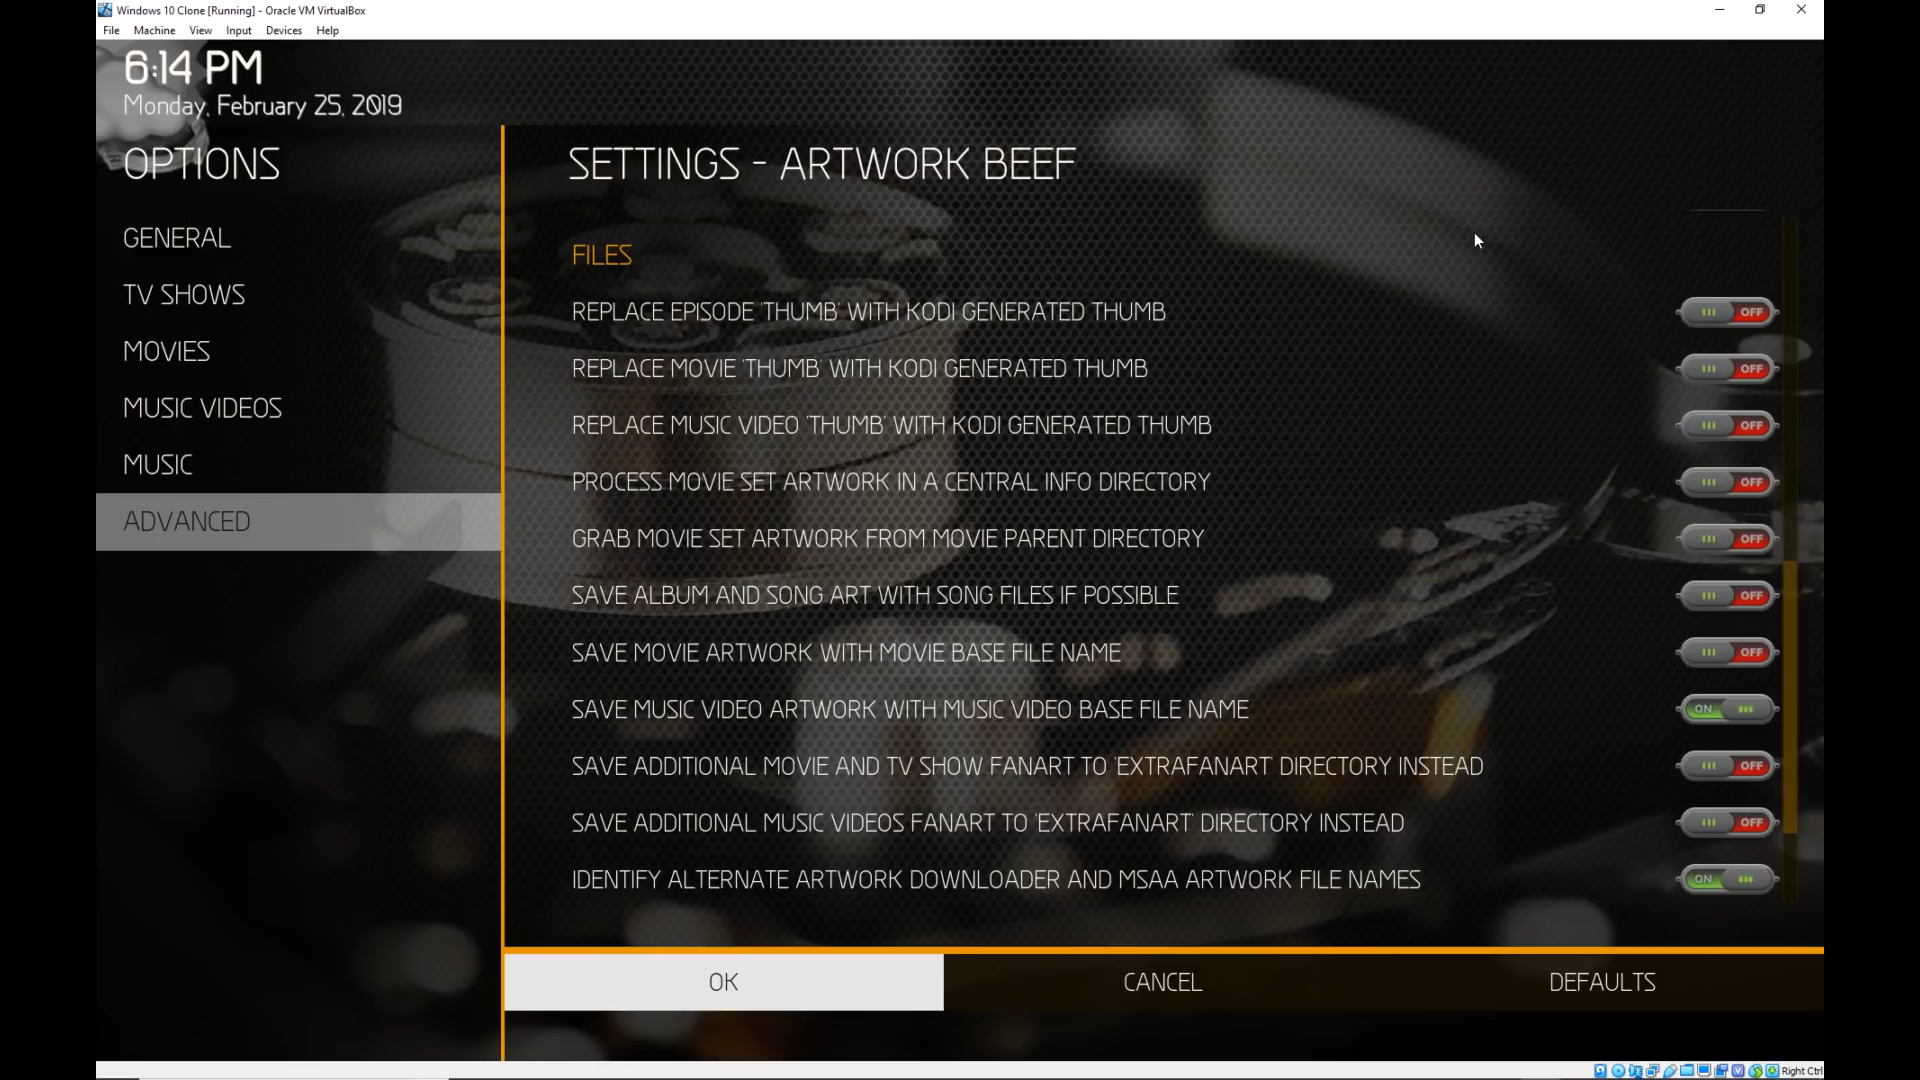 Windows 10 Clone [Running] - Oracle VM VirtualBox
File Machine View Input Devices Help
6:14 PM
Monday, February 25, 2019
OPTIONS
GENERAL
TV SHOWS
MOVIES
MUSIC VIDEOS
MUSIC
ADVANCED
SETTINGS - ARTWORK BEEF
FILES
REPLACE EPISODE 'THUMB' WITH KODI GENERATED THUMB OFF
REPLACE MOVIE 'THUMB' WITH KODI GENERATED THUMB OFF
REPLACE MUSIC VIDEO 'THUMB' WITH KODI GENERATED THUMB OFF
PROCESS MOVIE SET ARTWORK IN A CENTRAL INFO DIRECTORY OFF
GRAB MOVIE SET ARTWORK FROM MOVIE PARENT DIRECTORY OFF
SAVE ALBUM AND SONG ART WITH SONG FILES IF POSSIBLE OFF
SAVE MOVIE ARTWORK WITH MOVIE BASE FILE NAME OFF
SAVE MUSIC VIDEO ARTWORK WITH MUSIC VIDEO BASE FILE NAME ON
SAVE ADDITIONAL MOVIE AND TV SHOW FANART TO 'EXTRAFANART' DIRECTORY INSTEAD OFF
SAVE ADDITIONAL MUSIC VIDEOS FANART TO 'EXTRAFANART' DIRECTORY INSTEAD OFF
IDENTIFY ALTERNATE ARTWORK DOWNLOADER AND MSAA ARTWORK FILE NAMES ON
OK CANCEL DEFAULTS
Right Ctrl